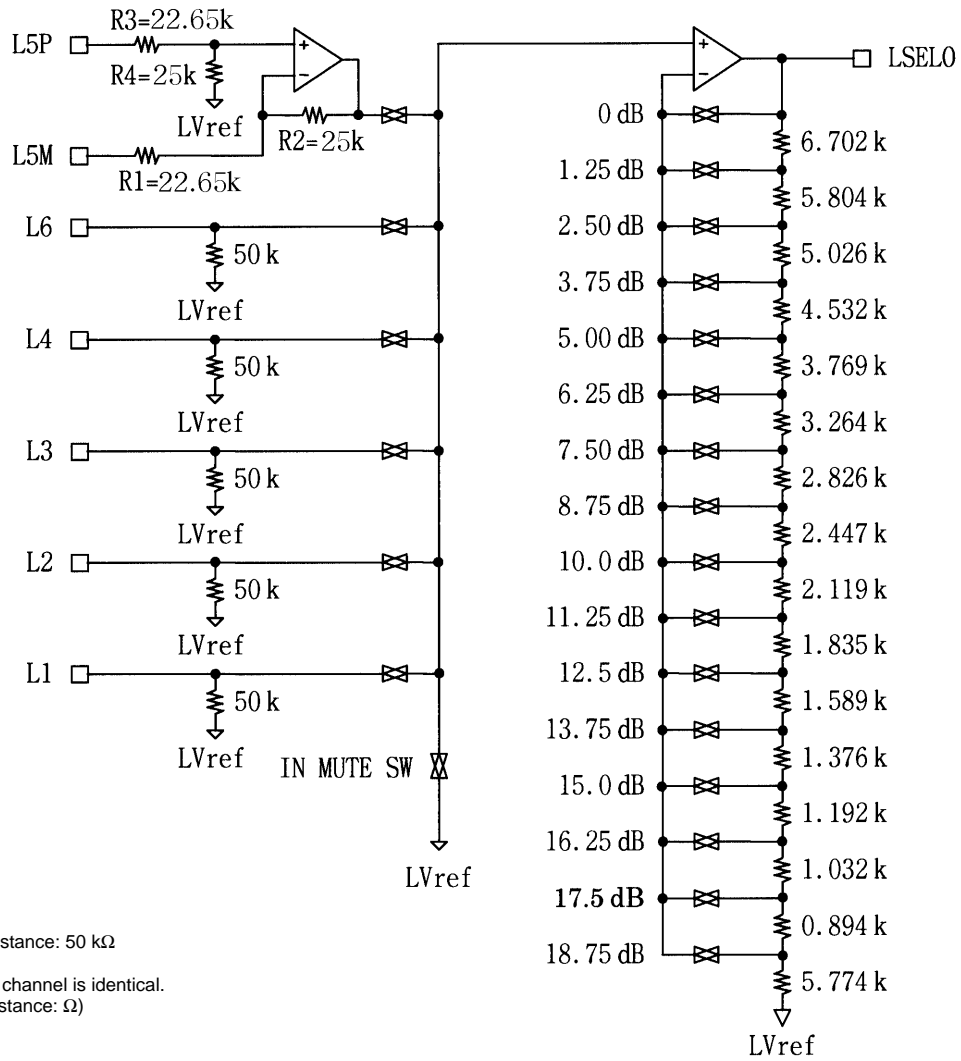 R3=22.65k
L5P
R4=25k
LVref
R2=25k
L5M
R1=22.65k
L6
50 k
LVref
L4
50 k
LVref
L3
50 k
LVref
L2
50 k
LVref
L1
50 k
LVref
IN MUTE SW
LVref
+
−
+
−
LSELO
0 dB
6.702 k
1.25 dB
5.804 k
2.50 dB
5.026 k
3.75 dB
4.532 k
5.00 dB
3.769 k
6.25 dB
3.264 k
7.50 dB
2.826 k
8.75 dB
2.447 k
10.0 dB
2.119 k
11.25 dB
1.835 k
12.5 dB
1.589 k
13.75 dB
1.376 k
15.0 dB
1.192 k
16.25 dB
1.032 k
17.5 dB
0.894 k
18.75 dB
5.774 k
LVref
stance: 50 kΩ
channel is identical.
stance: Ω)